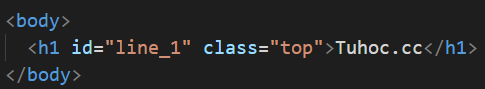 <body>
  <h1 id="line_1" class="top">Tuhoc.cc</h1>
</body>